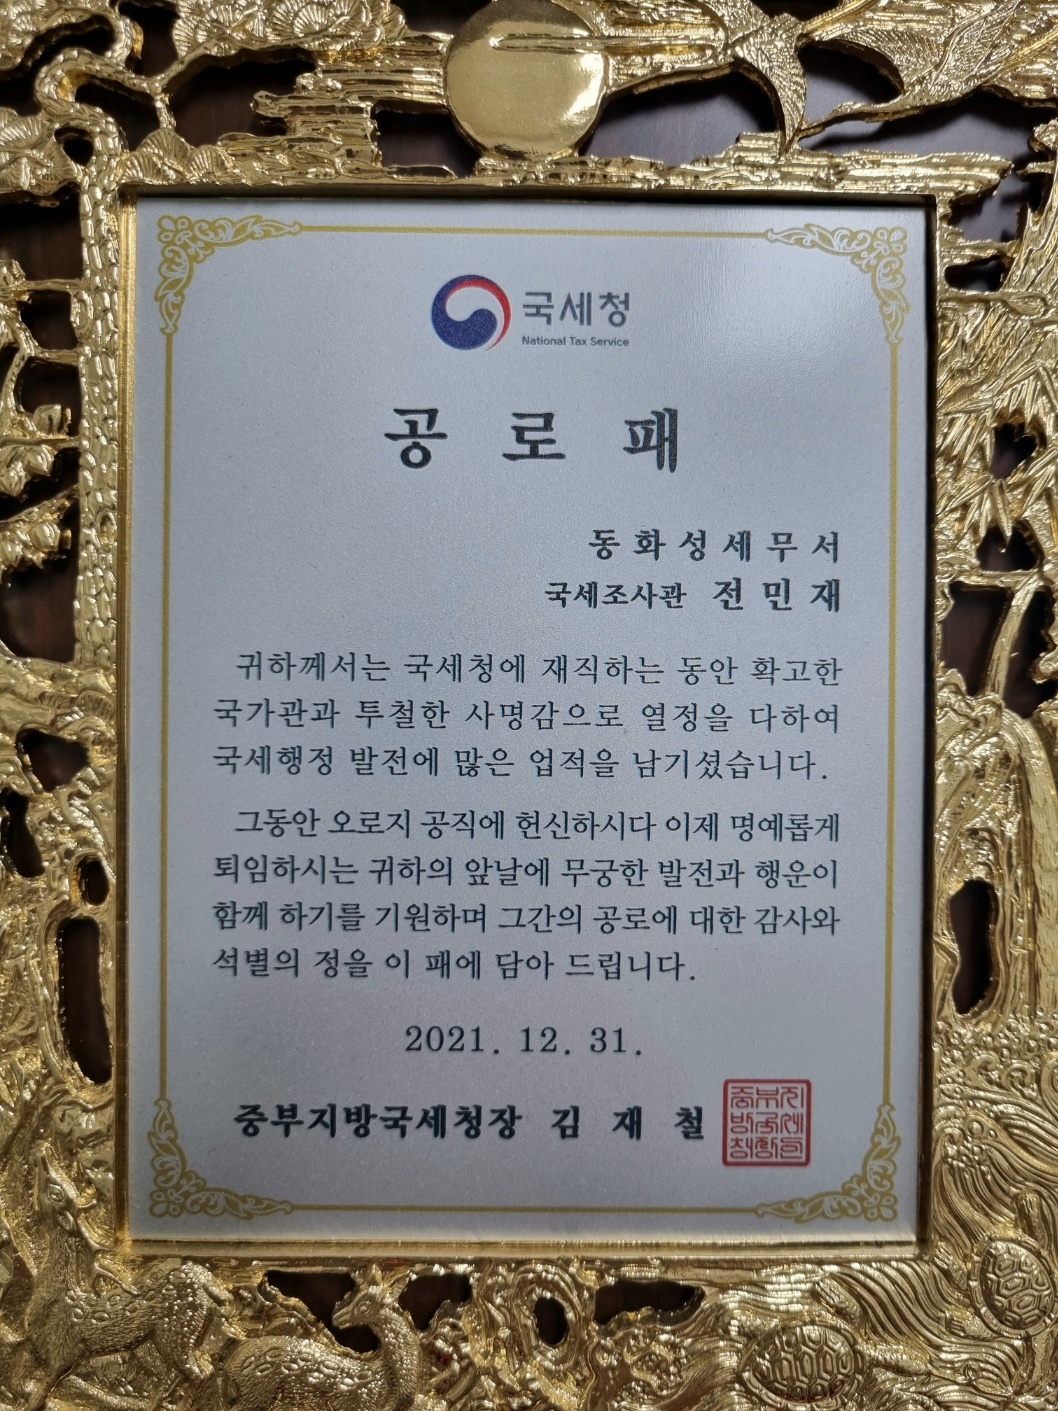 국세청
National Tax Service
공 로 패
동 화 성 세 무 서
국세조사관 전 민 재
귀하께서는 국세청에 재직하는 동안 확고한
국가관과 투철한 사명감으로 열정을 다하여
국세행정 발전에 많은 업적을 남기셨습니다.
그동안 오로지 공직에 헌신하시다 이제 명예롭게
퇴임하시는 귀하의 앞날에 무궁한 발전과 행운이
함께 하기를 기원하며 그간의 공로에 대한 감사와
석별의 정을 이 패에 담아 드립니다.
2021. 12. 31.
중부지방국세청장 김 재 철